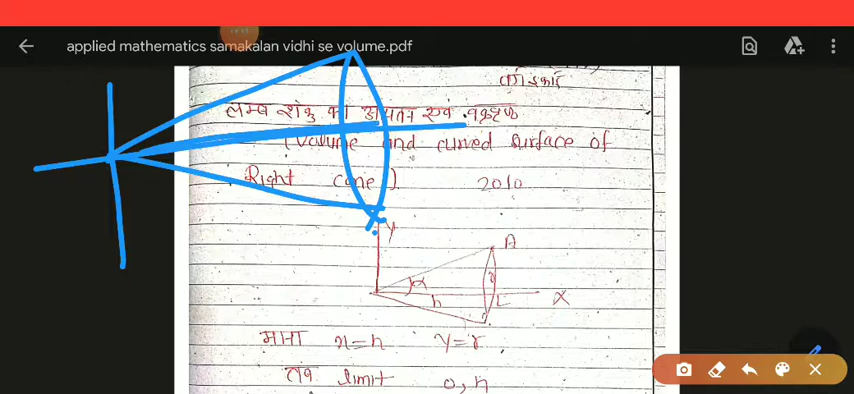 applied mathematics samakalan vidhi se volume.pdf
लम्ब शंकु का आयतन एवं वक्रपृष्ठ
(volume and curved surface of
Right cone) 2010
y
A
α
r
h
L
X
माना x=h y=r
तब limit 0, h